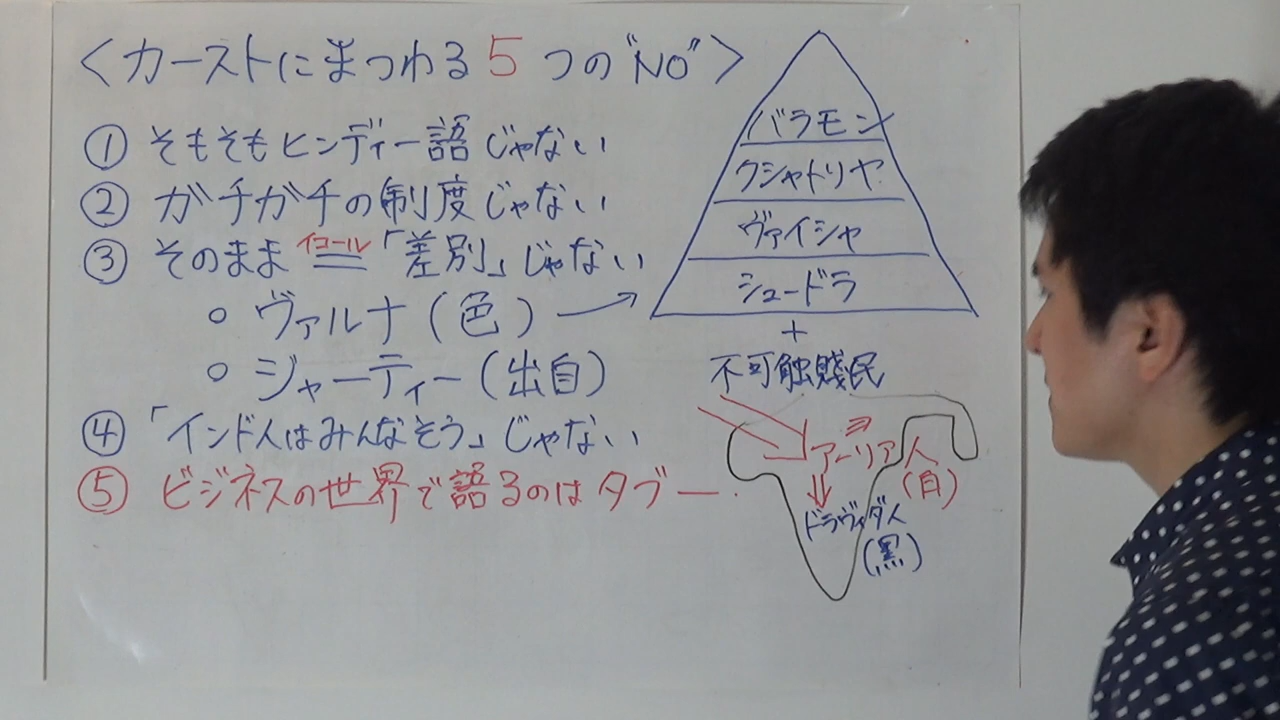 <カーストにまつわる5つの"NO">
① そもそもヒンディー語じゃない
② ガチガチの制度じゃない
③ そのまま イコール = 「差別」じゃない
○ ヴァルナ(色) →
○ ジャーティー(出自)
④ 「インド人はみんなそう」じゃない
⑤ ビジネスの世界で語るのはタブー
バラモン
クシャトリヤ
ヴァイシャ
シュードラ
+
不可触賤民
アーリア人
(白)
ドラヴィダ人
(黒)